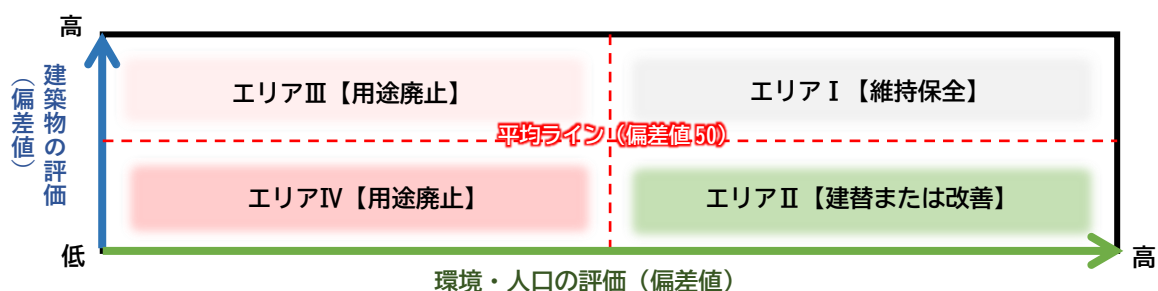 高
建築物の評価
（偏差値）
エリアⅢ【用途廃止】
エリアⅠ【維持保全】
平均ライン（偏差値50）
エリアⅣ【用途廃止】
エリアⅡ【建替または改善】
低
高
環境・人口の評価（偏差値）